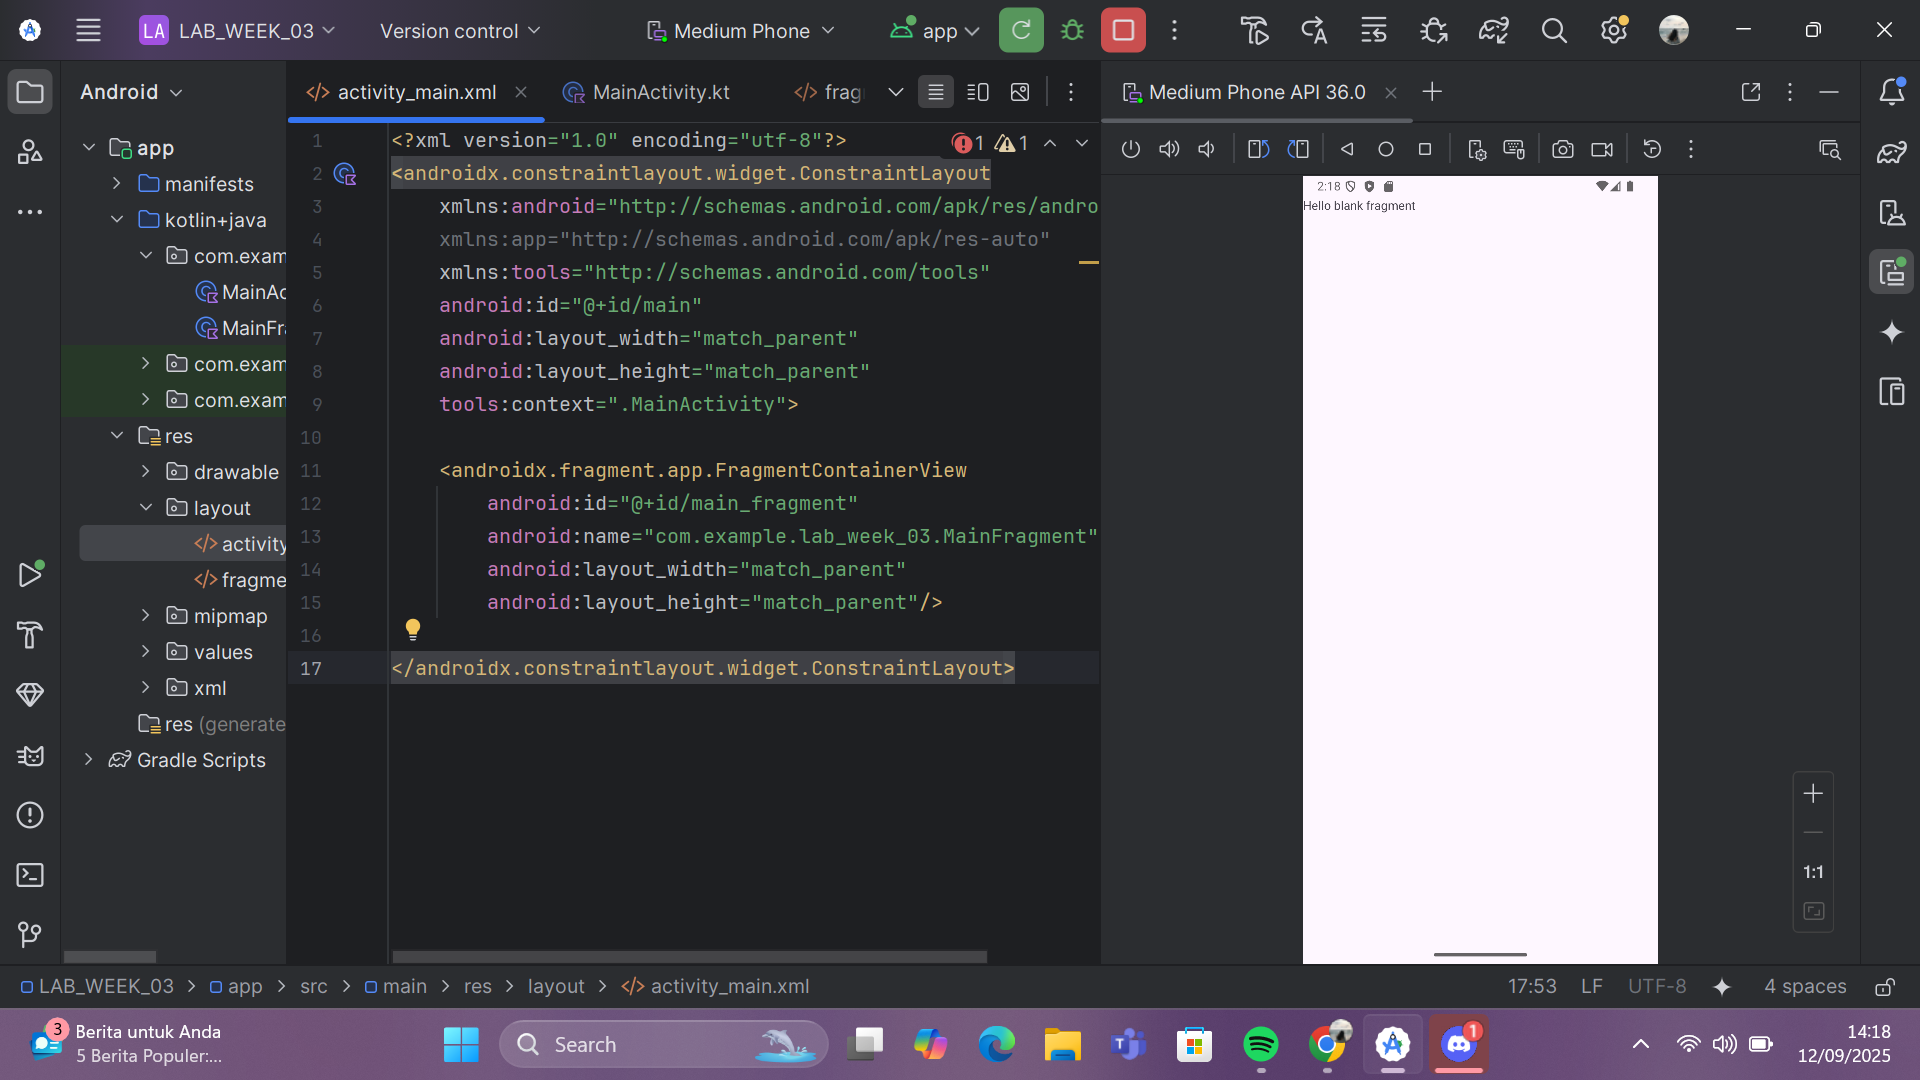 LA LAB_WEEK_03 Version control Medium Phone app
Android
activity_main.xml MainActivity.kt frag
Medium Phone API 36.0
app
manifests
kotlin+java
com.exam
MainAc
MainFra
com.exam
com.exam
res
drawable
layout
activity
fragme
mipmap
values
xml
res (generate
Gradle Scripts
1 <?xml version="1.0" encoding="utf-8"?> 1 1
2 <androidx.constraintlayout.widget.ConstraintLayout
3 xmlns:android="http://schemas.android.com/apk/res/andro
4 xmlns:app="http://schemas.android.com/apk/res-auto"
5 xmlns:tools="http://schemas.android.com/tools"
6 android:id="@+id/main"
7 android:layout_width="match_parent"
8 android:layout_height="match_parent"
9 tools:context=".MainActivity">
10
11 <androidx.fragment.app.FragmentContainerView
12 android:id="@+id/main_fragment"
13 android:name="com.example.lab_week_03.MainFragment"
14 android:layout_width="match_parent"
15 android:layout_height="match_parent"/>
16
17 </androidx.constraintlayout.widget.ConstraintLayout>
2:18
Hello blank fragment
1:1
LAB_WEEK_03 > app > src > main > res > layout > activity_main.xml
17:53 LF UTF-8 4 spaces
3 Berita untuk Anda
5 Berita Populer:...
Search
1
14:18
12/09/2025